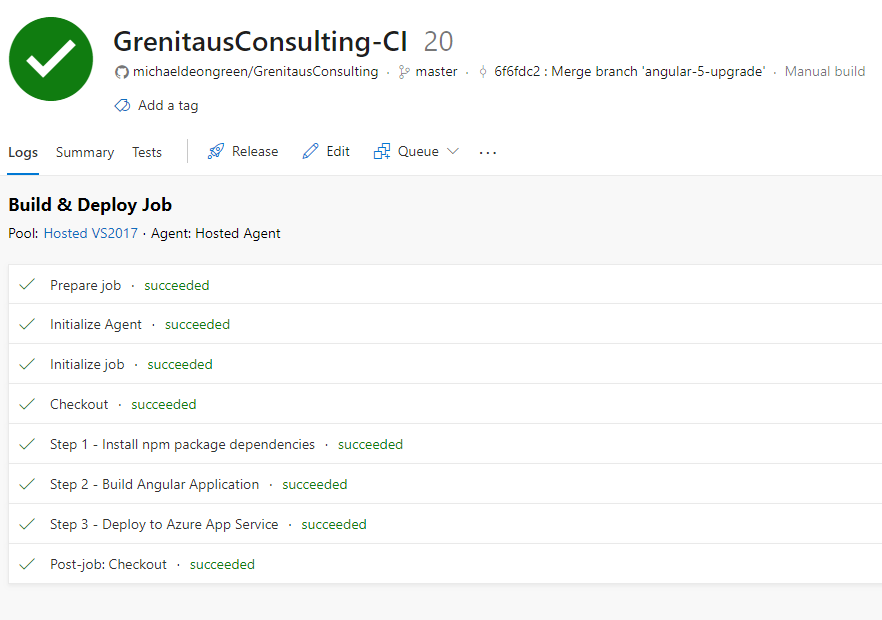 GrenitausConsulting-CI 20
michaeldeongreen/GrenitausConsulting · master · 6f6fdc2 : Merge branch 'angular-5-upgrade' · Manual build
Add a tag
Logs Summary Tests Release Edit Queue ...
Build & Deploy Job
Pool: Hosted VS2017 · Agent: Hosted Agent
Prepare job · succeeded
Initialize Agent · succeeded
Initialize job · succeeded
Checkout · succeeded
Step 1 - Install npm package dependencies · succeeded
Step 2 - Build Angular Application · succeeded
Step 3 - Deploy to Azure App Service · succeeded
Post-job: Checkout · succeeded